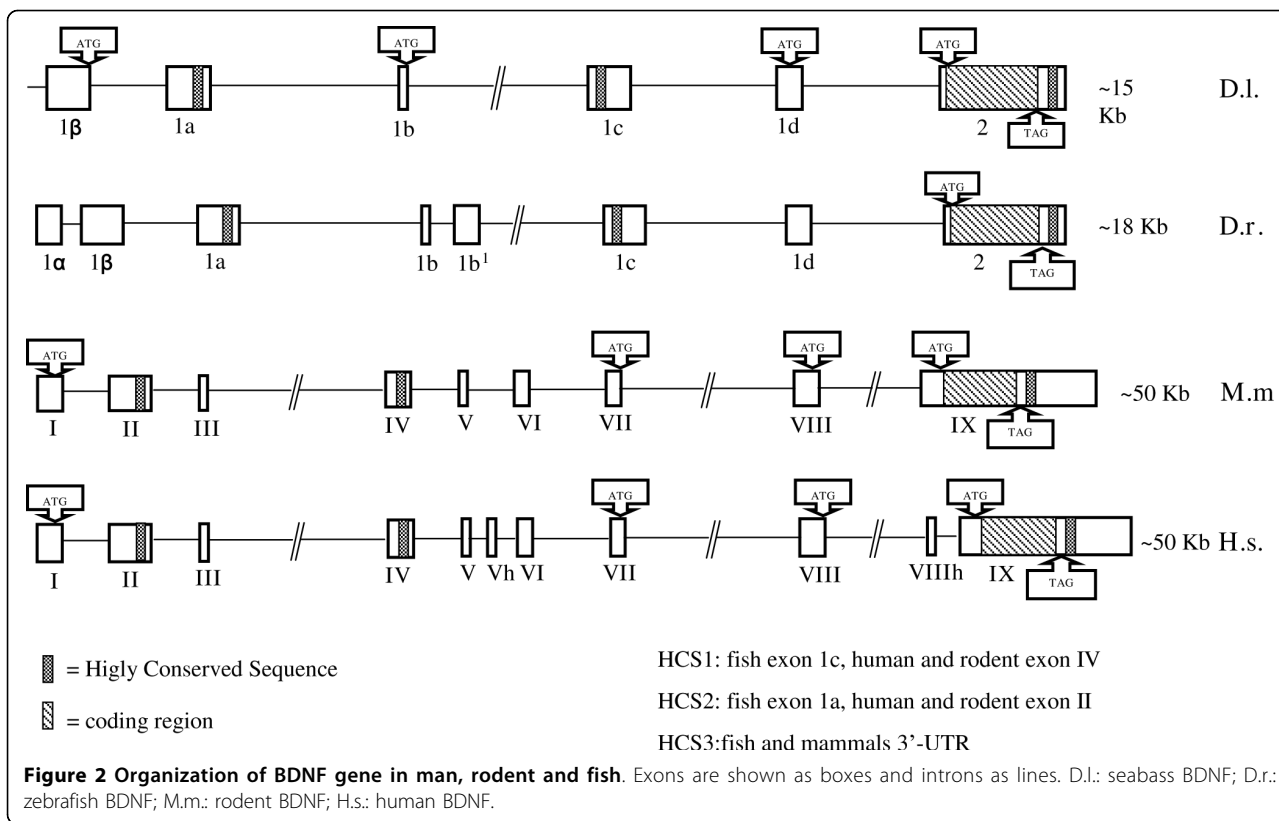 ATG ATG ATG ATG
~15 Kb D.l.
1β 1a 1b 1c 1d 2 TAG
ATG
~18 Kb D.r.
1α 1β 1a 1b 1b¹ 1c 1d 2 TAG
ATG ATG ATG ATG
~50 Kb M.m
I II III IV V VI VII VIII IX TAG
ATG ATG ATG ATG
~50 Kb H.s.
I II III IV V Vh VI VII VIII VIIIh IX TAG
= Higly Conserved Sequence
= coding region
HCS1: fish exon 1c, human and rodent exon IV
HCS2: fish exon 1a, human and rodent exon II
HCS3:fish and mammals 3’-UTR
Figure 2 Organization of BDNF gene in man, rodent and fish. Exons are shown as boxes and introns as lines. D.l.: seabass BDNF; D.r.:
zebrafish BDNF; M.m.: rodent BDNF; H.s.: human BDNF.